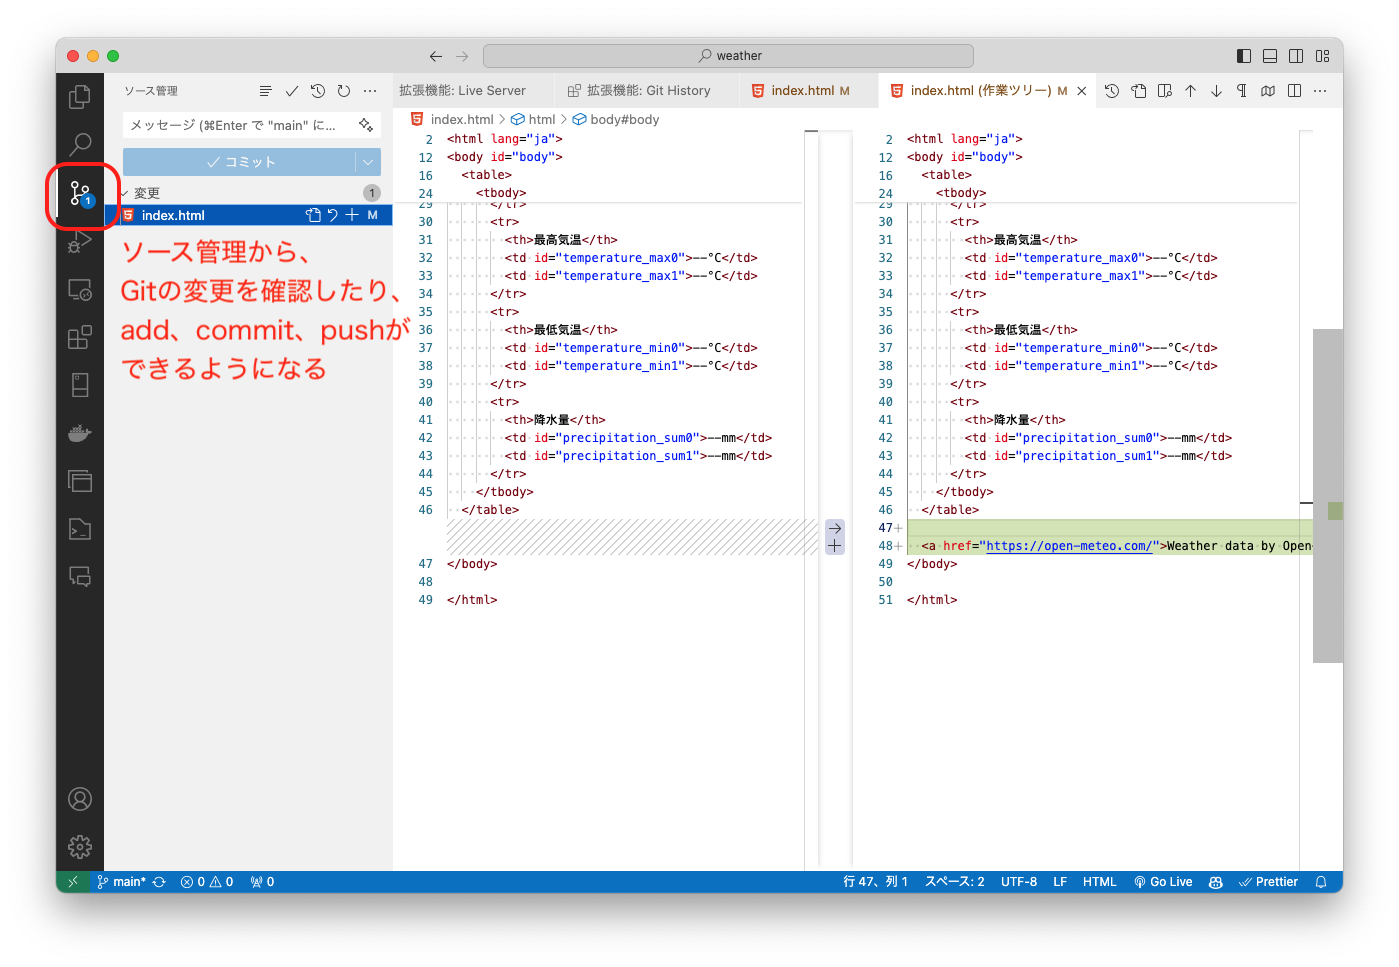 weather
ソース管理
拡張機能: Live Server
拡張機能: Git History
index.html M
index.html (作業ツリー) M
メッセージ (⌘Enter で "main" に...
コミット
変更
1
1
index.html M
ソース管理から、
Gitの変更を確認したり、
add、commit、pushが
できるようになる
index.html > html > body#body
2 <html lang="ja">
12 <body id="body">
16 <table>
24 <tbody>
29 </tr>
30 <tr>
31 <th>最高気温</th>
32 <td id="temperature_max0">--°C</td>
33 <td id="temperature_max1">--°C</td>
34 </tr>
35 <tr>
36 <th>最低気温</th>
37 <td id="temperature_min0">--°C</td>
38 <td id="temperature_min1">--°C</td>
39 </tr>
40 <tr>
41 <th>降水量</th>
42 <td id="precipitation_sum0">--mm</td>
43 <td id="precipitation_sum1">--mm</td>
44 </tr>
45 </tbody>
46 </table>
47 </body>
48
49 </html>
2 <html lang="ja">
12 <body id="body">
16 <table>
24 <tbody>
29 </tr>
30 <tr>
31 <th>最高気温</th>
32 <td id="temperature_max0">--°C</td>
33 <td id="temperature_max1">--°C</td>
34 </tr>
35 <tr>
36 <th>最低気温</th>
37 <td id="temperature_min0">--°C</td>
38 <td id="temperature_min1">--°C</td>
39 </tr>
40 <tr>
41 <th>降水量</th>
42 <td id="precipitation_sum0">--mm</td>
43 <td id="precipitation_sum1">--mm</td>
44 </tr>
45 </tbody>
46 </table>
47+
48+ <a href="https://open-meteo.com/">Weather data by Open
49 </body>
50
51 </html>
main* 0 0 0 行 47、列 1 スペース: 2 UTF-8 LF HTML Go Live Prettier